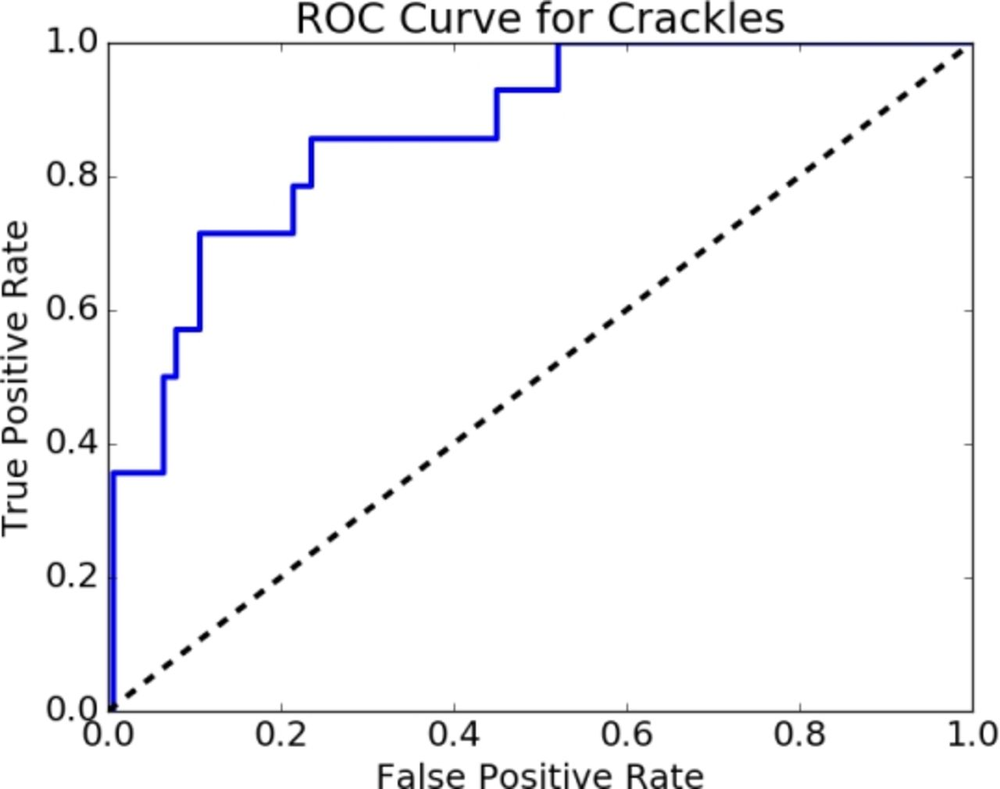 ROC Curve for Crackles
1.0
0.8
0.6
0.4
0.2
0.0
True Positive Rate
0.0 0.2 0.4 0.6 0.8 1.0
False Positive Rate